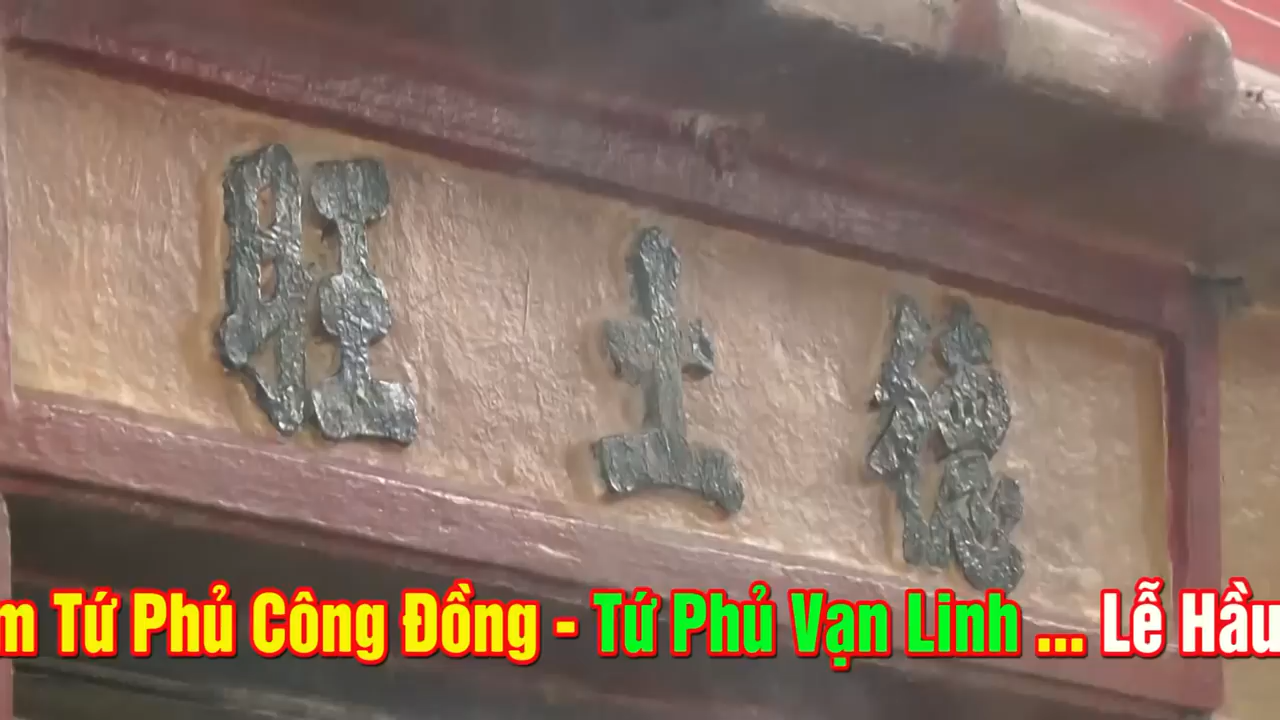 土旺
m Tứ Phủ Công Đồng - Tứ Phủ Vạn Linh ... Lễ Hầu